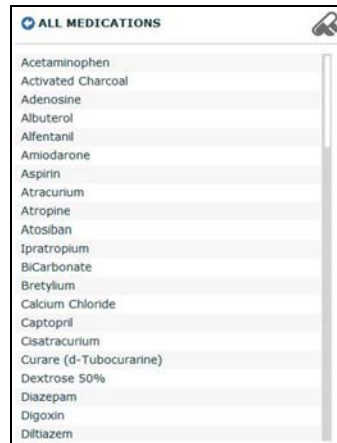 ALL MEDICATIONS
Acetaminophen
Activated Charcoal
Adenosine
Albuterol
Alfentanil
Amiodarone
Aspirin
Atracurium
Atropine
Atosiban
Ipratropium
BiCarbonate
Bretylium
Calcium Chloride
Captopril
Cisatracurium
Curare (d-Tubocurarine)
Dextrose 50%
Diazepam
Digoxin
Diltiazem